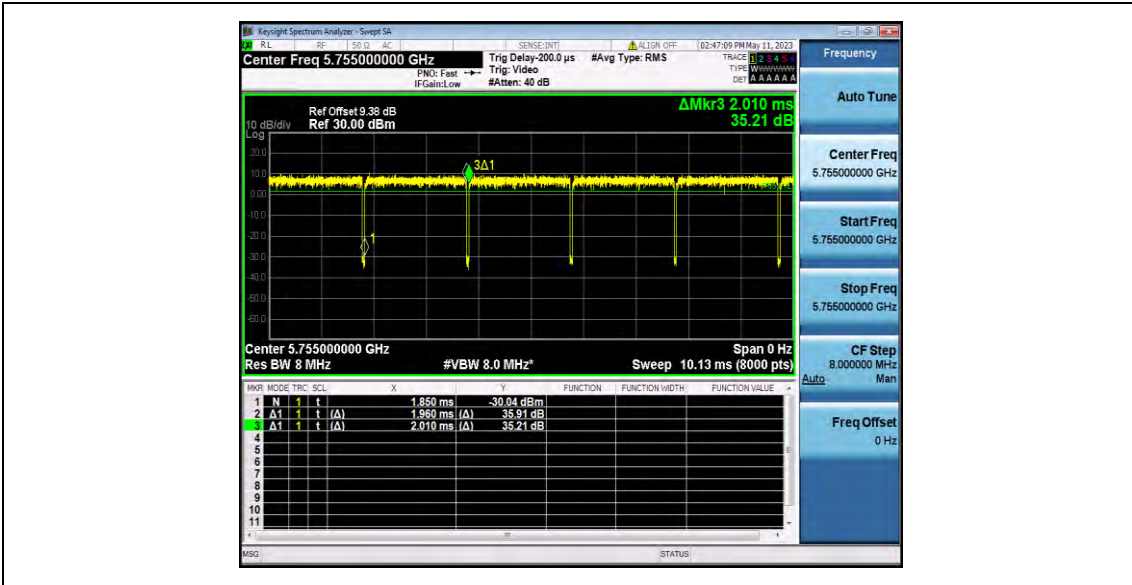 Keysight Spectrum Analyzer - Swept SA
RL RF 50 Ω AC SENSE:INT ALIGN OFF 02:47:09 PM May 11, 2023
Center Freq 5.755000000 GHz
PNO: Fast
IFGain:Low
Trig Delay-200.0 µs
Trig: Video
#Atten: 40 dB
#Avg Type: RMS
TRACE 1 2 3 4 5 6
TYPE W
DET A A A A A A
Ref Offset 9.38 dB
Ref 30.00 dBm
ΔMkr3 2.010 ms
35.21 dB
10 dB/div
Log
20.0
10.0
0.00
-10.0
-20.0
-30.0
-40.0
-50.0
-60.0
3Δ1
1
Center 5.755000000 GHz
Span 0 Hz
Res BW 8 MHz
#VBW 8.0 MHz*
Sweep 10.13 ms (8000 pts)
MKR MODE TRC SCL X Y FUNCTION FUNCTION WIDTH FUNCTION VALUE
1 N 1 t 1.850 ms -30.04 dBm
2 Δ1 1 t (Δ) 1.960 ms (Δ) 35.91 dB
3 Δ1 1 t (Δ) 2.010 ms (Δ) 35.21 dB
4
5
6
7
8
9
10
11
MSG
STATUS
Frequency
Auto Tune
Center Freq
5.755000000 GHz
Start Freq
5.755000000 GHz
Stop Freq
5.755000000 GHz
CF Step
8.000000 MHz
Auto Man
Freq Offset
0 Hz